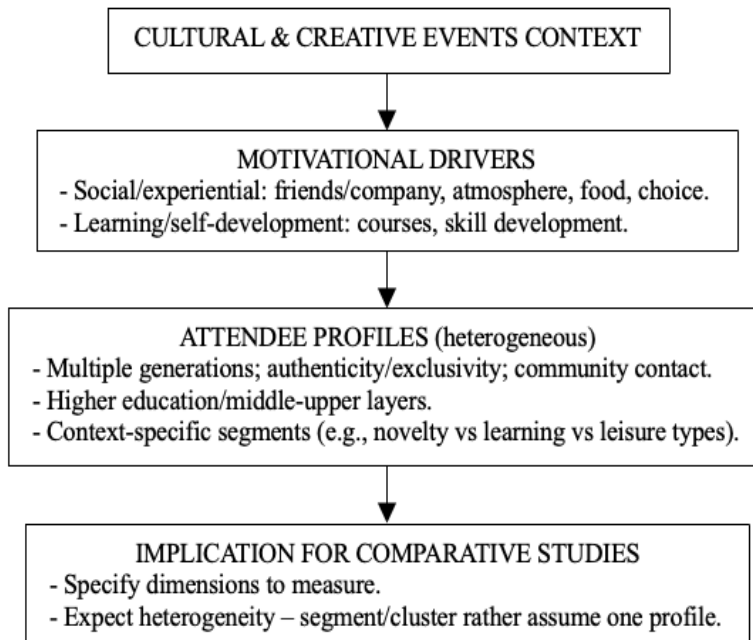 CULTURAL & CREATIVE EVENTS CONTEXT
MOTIVATIONAL DRIVERS
- Social/experiential: friends/company, atmosphere, food, choice.
- Learning/self-development: courses, skill development.
ATTENDEE PROFILES (heterogeneous)
- Multiple generations; authenticity/exclusivity; community contact.
- Higher education/middle-upper layers.
- Context-specific segments (e.g., novelty vs learning vs leisure types).
IMPLICATION FOR COMPARATIVE STUDIES
- Specify dimensions to measure.
- Expect heterogeneity – segment/cluster rather assume one profile.